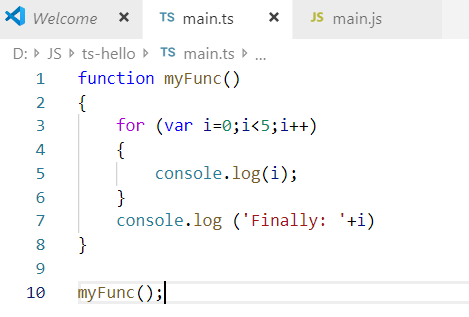 Welcome × TS main.ts × JS main.js
D: > JS > ts-hello > TS main.ts > ...
1 function myFunc()
2 {
3     for (var i=0;i<5;i++)
4     {
5         console.log(i);
6     }
7     console.log ('Finally: '+i)
8 }
9
10 myFunc();